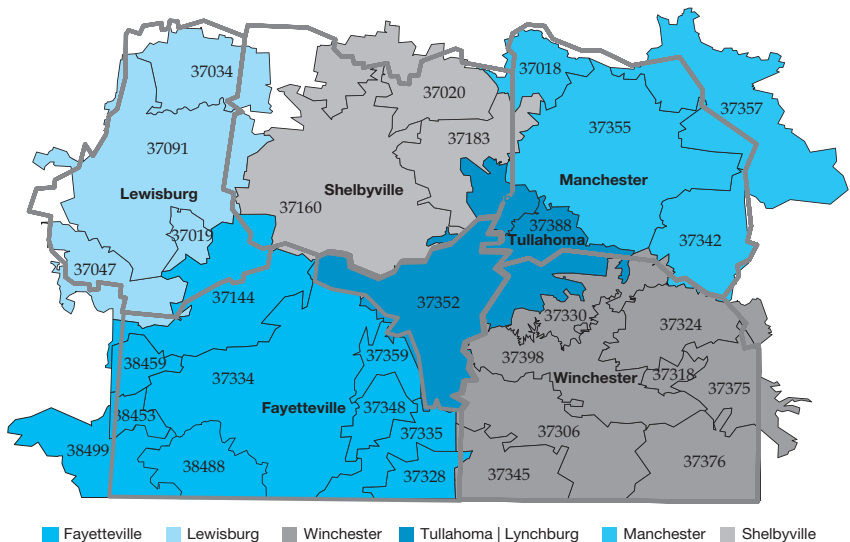 37034
37020
37018
37357
37091
37183
37355
Lewisburg
Shelbyville
Manchester
37160
37019
37388
Tullahoma
37342
37047
37144
37352
37330
37324
38459
37334
37359
37398
37318
Winchester
37375
38453
Fayetteville
37348
38499
37335
37306
38488
37328
37345
37376
Fayetteville
Lewisburg
Winchester
Tullahoma | Lynchburg
Manchester
Shelbyville